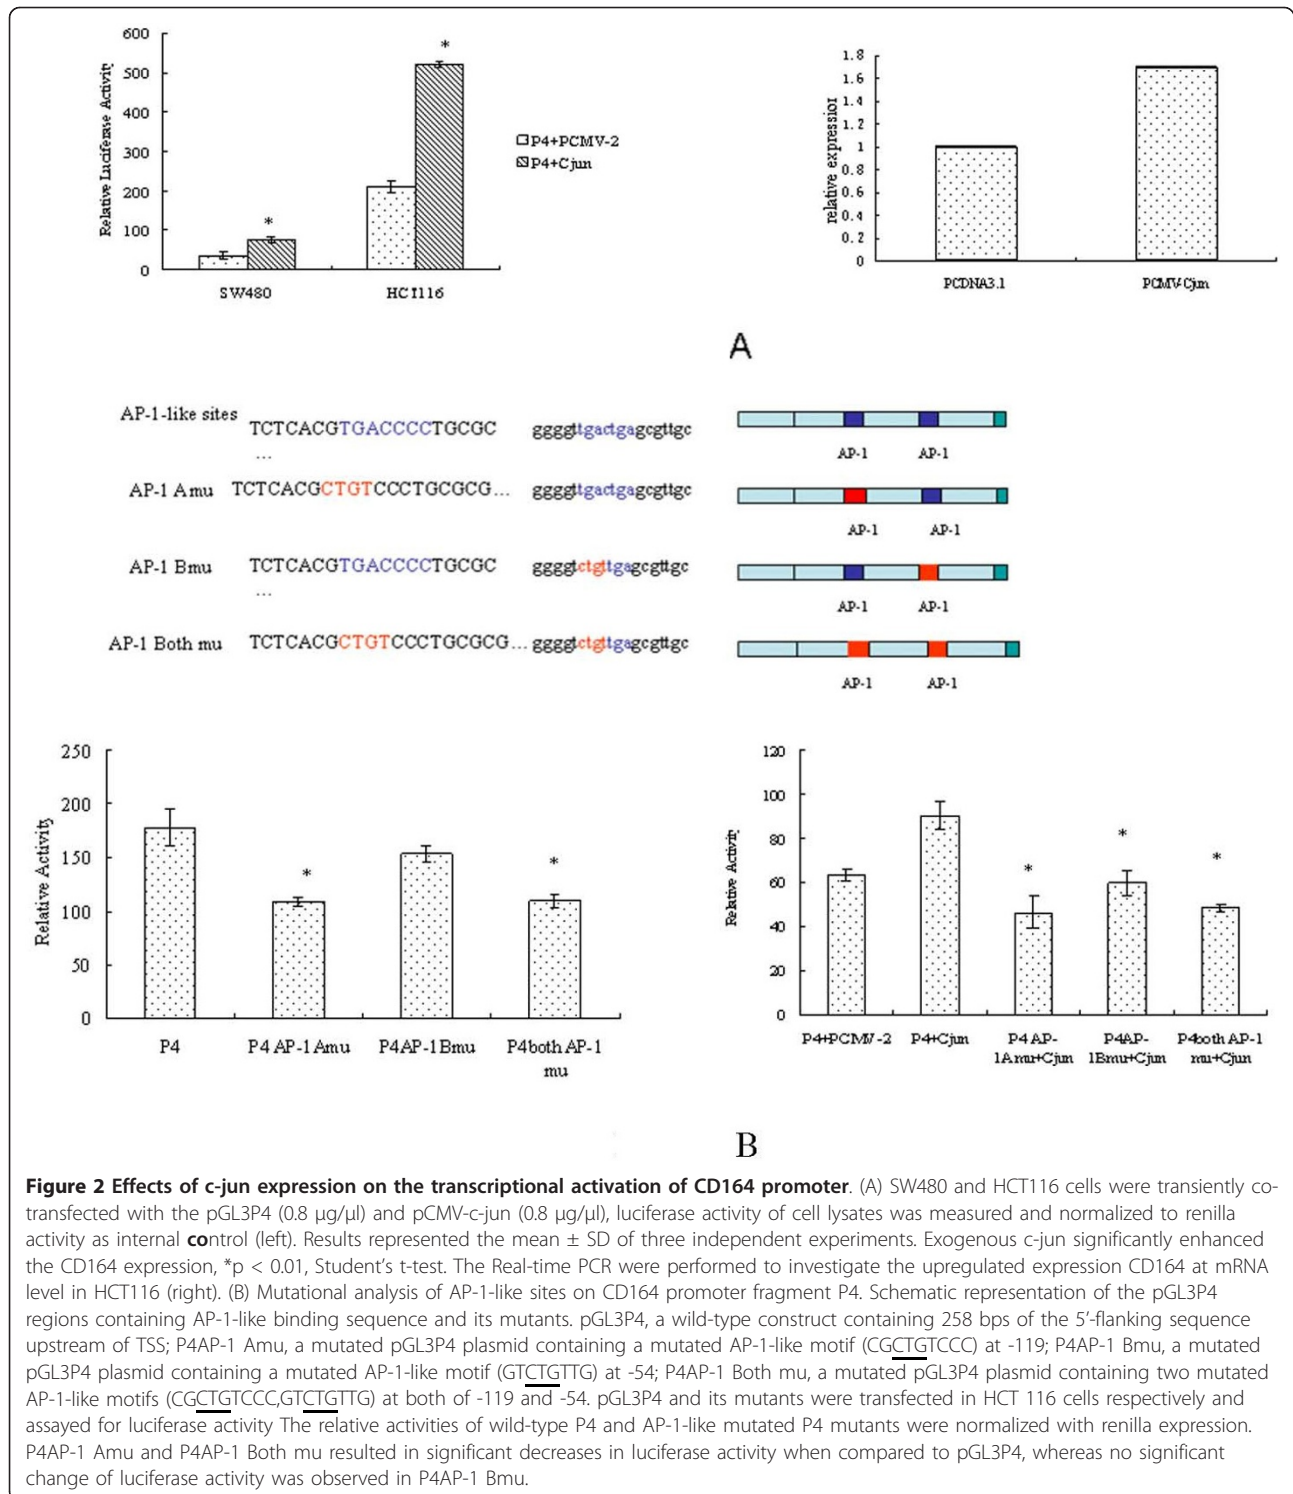 600
500
400
300
200
100
0
Relative Luciferase Activity
*
*
SW480
HCT116
P4+PCMV-2
P4+Cjun
1.8
1.6
1.4
1.2
1
0.8
0.6
0.4
0.2
0
relative expression
PCDNA3.1
PCMV-Cjun
A
AP-1-like sites
TCTCACGTGACCCCTGCGC
ggggttgactgagcgttgc
...
AP-1 AP-1
AP-1 Amu
TCTCACGCTGTCCCTGCGCG...
ggggttgactgagcgttgc
AP-1 AP-1
AP-1 Bmu
TCTCACGTGACCCCTGCGC
ggggtctgttgagcgttgc
...
AP-1 AP-1
AP-1 Both mu
TCTCACGCTGTCCCTGCGCG...
ggggtctgttgagcgttgc
AP-1 AP-1
250
200
150
100
50
0
Relative Activity
*
*
P4
P4 AP-1 Amu
P4AP-1 Bmu
P4both AP-1
mu
120
100
80
60
40
20
0
Relative Activity
*
*
*
P4+PCMV-2
P4+Cjun
P4 AP-
1Amu+Cjun
P4AP-
1Bmu+Cjun
P4both AP-1
mu+Cjun
B
Figure 2 Effects of c-jun expression on the transcriptional activation of CD164 promoter. (A) SW480 and HCT116 cells were transiently co-
transfected with the pGL3P4 (0.8 μg/μl) and pCMV-c-jun (0.8 μg/μl), luciferase activity of cell lysates was measured and normalized to renilla
activity as internal control (left). Results represented the mean ± SD of three independent experiments. Exogenous c-jun significantly enhanced
the CD164 expression, *p < 0.01, Student's t-test. The Real-time PCR were performed to investigate the upregulated expression CD164 at mRNA
level in HCT116 (right). (B) Mutational analysis of AP-1-like sites on CD164 promoter fragment P4. Schematic representation of the pGL3P4
regions containing AP-1-like binding sequence and its mutants. pGL3P4, a wild-type construct containing 258 bps of the 5'-flanking sequence
upstream of TSS; P4AP-1 Amu, a mutated pGL3P4 plasmid containing a mutated AP-1-like motif (CGCTGTCCC) at -119; P4AP-1 Bmu, a mutated
pGL3P4 plasmid containing a mutated AP-1-like motif (GTCTGTTG) at -54; P4AP-1 Both mu, a mutated pGL3P4 plasmid containing two mutated
AP-1-like motifs (CGCTGTCCC,GTCTGTTG) at both of -119 and -54. pGL3P4 and its mutants were transfected in HCT 116 cells respectively and
assayed for luciferase activity The relative activities of wild-type P4 and AP-1-like mutated P4 mutants were normalized with renilla expression.
P4AP-1 Amu and P4AP-1 Both mu resulted in significant decreases in luciferase activity when compared to pGL3P4, whereas no significant
change of luciferase activity was observed in P4AP-1 Bmu.